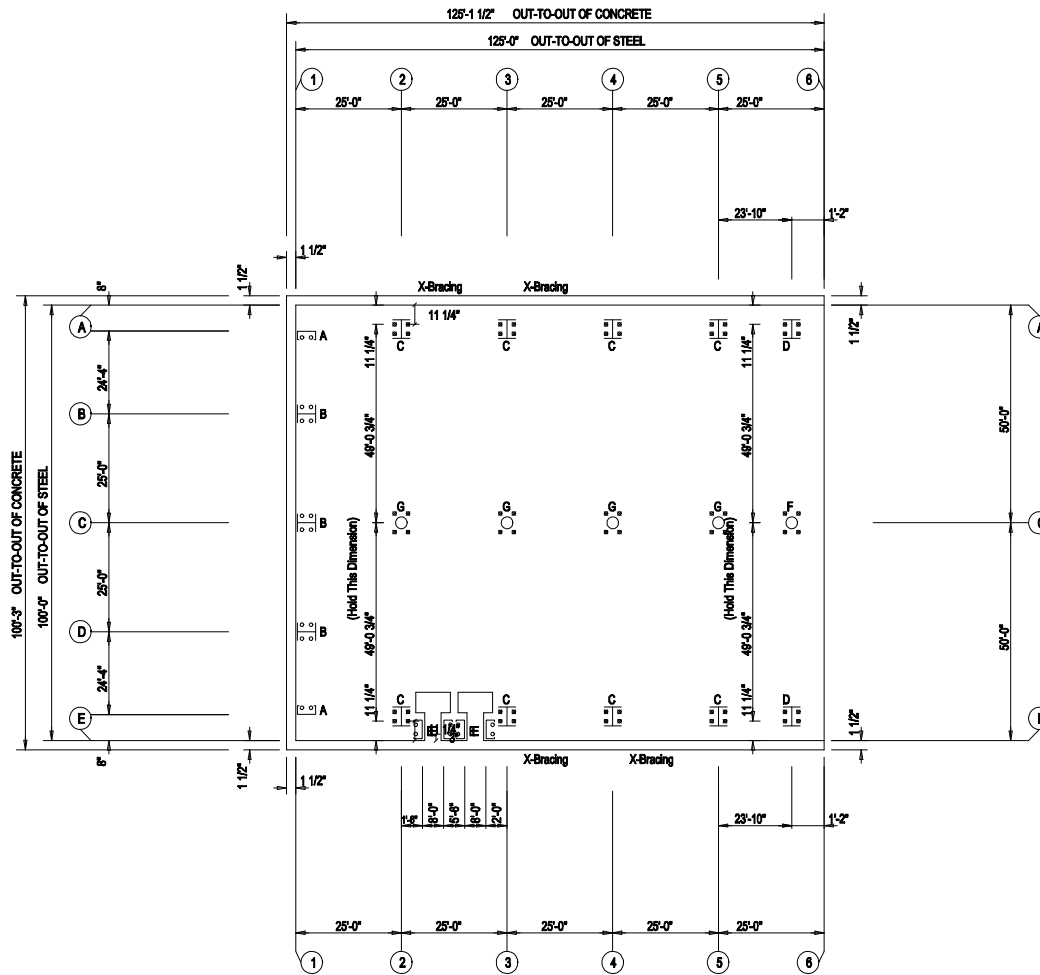 125'-1 1/2" OUT-TO-OUT OF CONCRETE
125'-0" OUT-TO-OUT OF STEEL
1 2 3 4 5 6
25'-0" 25'-0" 25'-0" 25'-0" 25'-0"
23'-10" 1'-2"
1 1/2"
8" 1 1/2" X-Bracing X-Bracing
11 1/4"
A A C C C C D 1 1/2" A
11 1/4" 11 1/4"
24'-4"
B B
49'-0 3/4" 49'-0 3/4" 50'-0"
25'-0"
G G G G F
C B C
100'-3" OUT-TO-OUT OF CONCRETE
100'-0" OUT-TO-OUT OF STEEL
(Hold This Dimension) (Hold This Dimension)
25'-0"
D B
49'-0 3/4" 49'-0 3/4" 50'-0"
24'-4"
C C C C D
11 1/4" 11 1/4"
E A 1 1/2"
8" 1 1/2" X-Bracing X-Bracing
1 1/2"
8'-0" 5'-6" 8'-0" 2'-0" 23'-10" 1'-2"
25'-0" 25'-0" 25'-0" 25'-0" 25'-0"
1 2 3 4 5 6